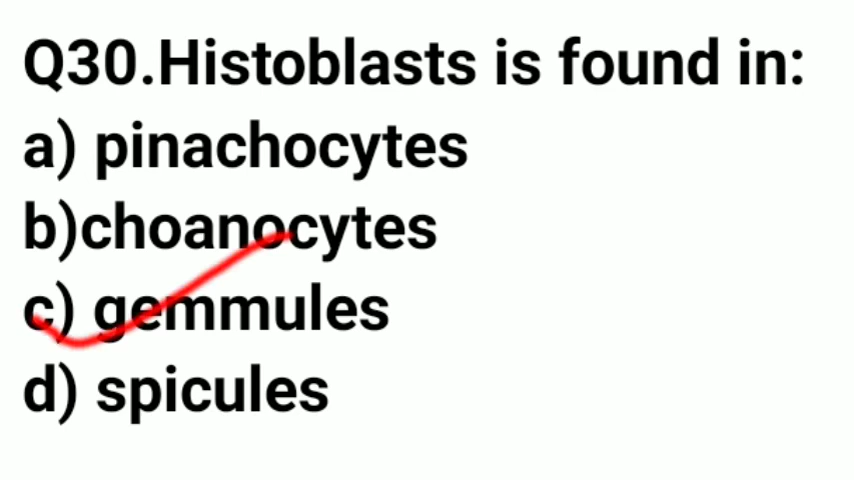 Q30.Histoblasts is found in:
a) pinachocytes
b)choanocytes
c) gemmules
d) spicules